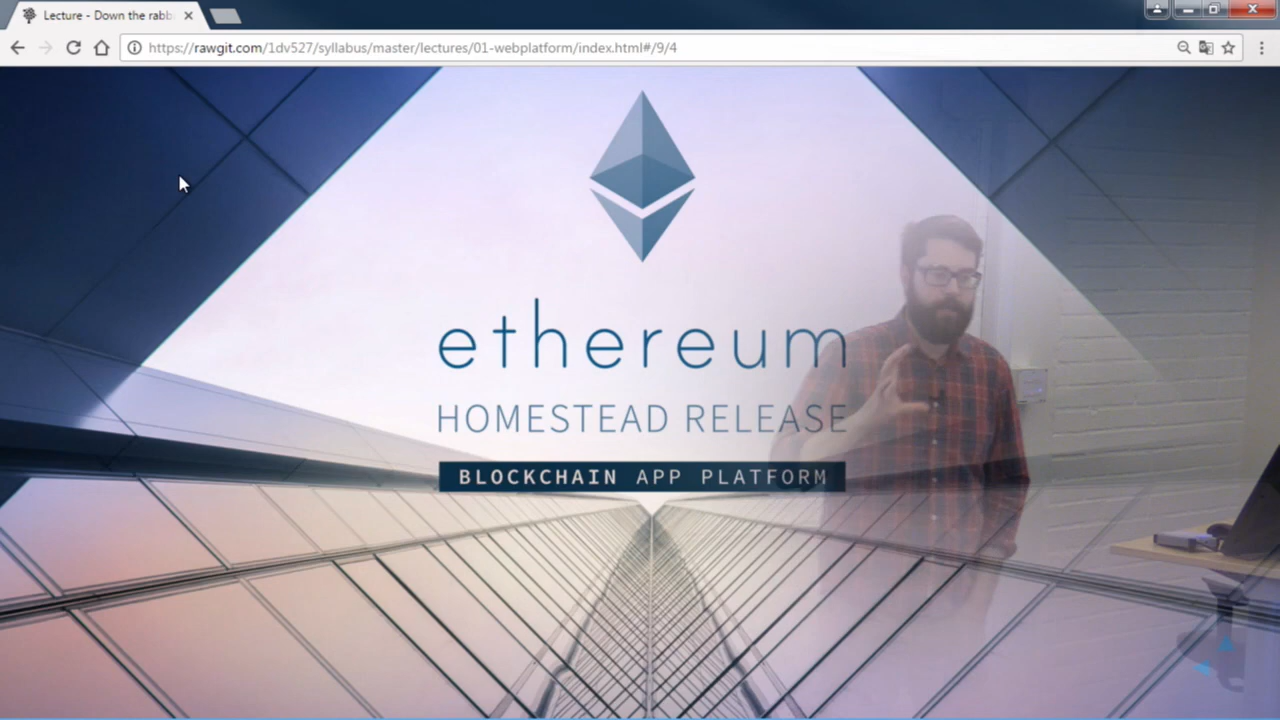 Lecture - Down the rabb
https://rawgit.com/1dv527/syllabus/master/lectures/01-webplatform/index.html#/9/4
ethereum
HOMESTEAD RELEASE
BLOCKCHAIN APP PLATFORM